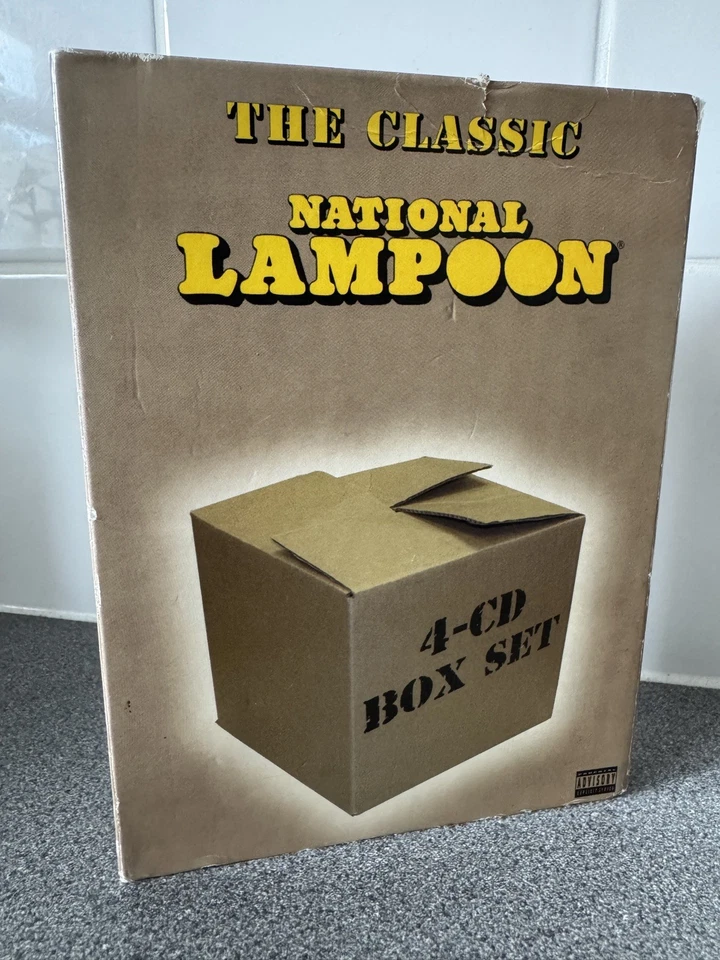 THE CLASSIC
NATIONAL
LAMPOON®
4-CD
BOX SET
PARENTAL
ADVISORY
EXPLICIT LYRICS